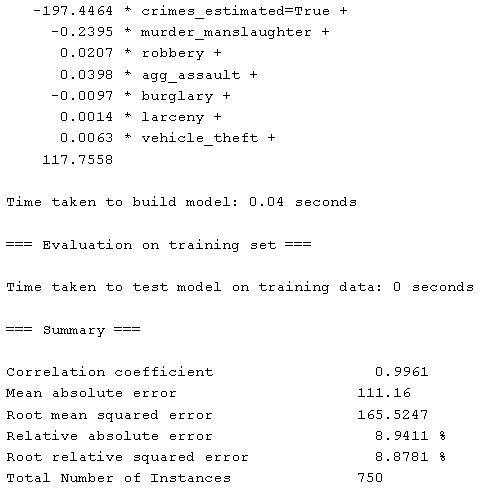 -197.4464 * crimes_estimated=True +
-0.2395 * murder_manslaughter +
0.0207 * robbery +
0.0398 * agg_assault +
-0.0097 * burglary +
0.0014 * larceny +
0.0063 * vehicle_theft +
117.7558
Time taken to build model: 0.04 seconds
=== Evaluation on training set ===
Time taken to test model on training data: 0 seconds
=== Summary ===
Correlation coefficient 0.9961
Mean absolute error 111.16
Root mean squared error 165.5247
Relative absolute error 8.9411 %
Root relative squared error 8.8781 %
Total Number of Instances 750